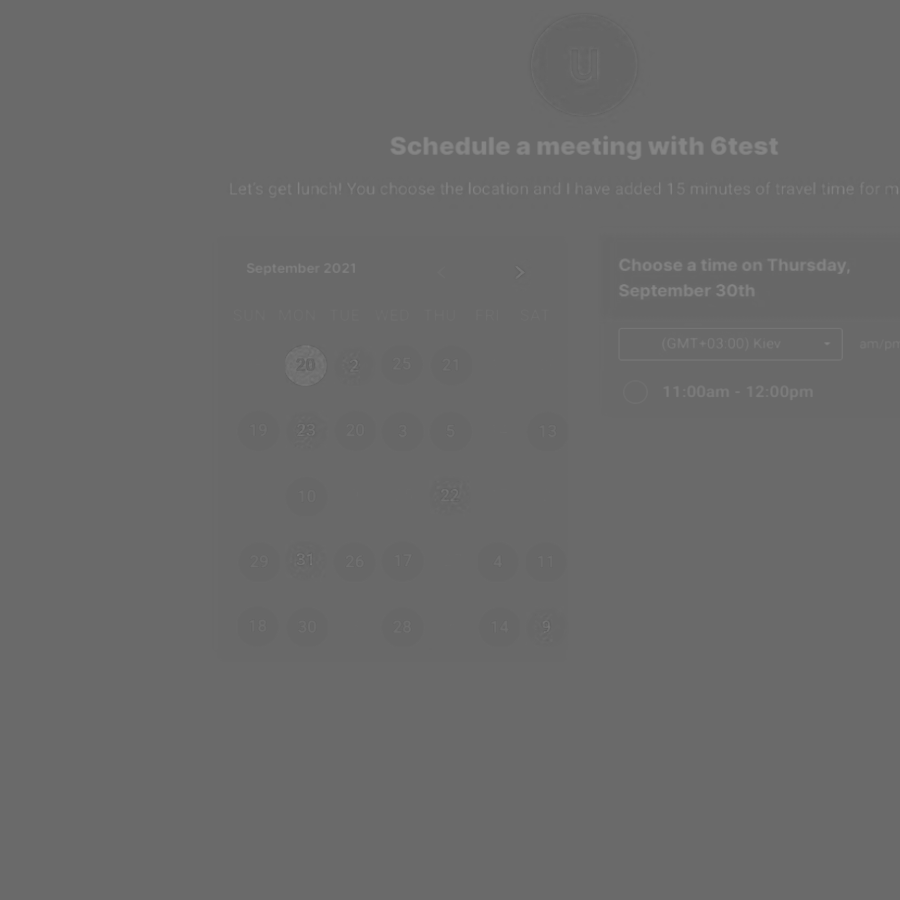 U
Schedule a meeting with 6test
Let's get lunch! You choose the location and I have added 15 minutes of travel time for m
September 2021
SUN MON TUE WED THU FRI SAT
20 2 25 21
19 23 20 3 5 13
10 22
29 31 26 17 4 11
18 30 28 14 9
Choose a time on Thursday,
September 30th
(GMT+03:00) Kiev am/pm
11:00am - 12:00pm